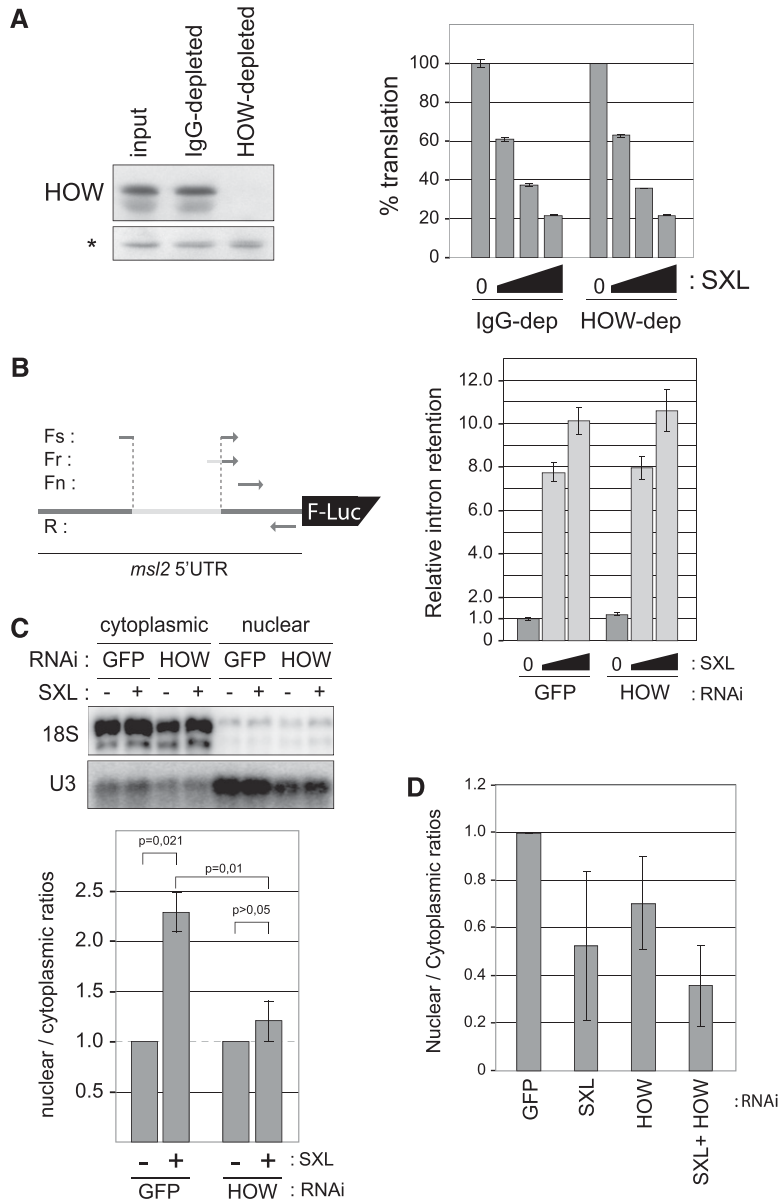 A
input
IgG-depleted
HOW-depleted
HOW
*
% translation
100
80
60
40
20
0
0
0
: SXL
IgG-dep
HOW-dep
B
Fs :
Fr :
Fn :
R :
F-Luc
msl2 5'UTR
Relative intron retention
12.0
10.0
8.0
6.0
2.0
1.0
0
0
0
: SXL
GFP
HOW
: RNAi
C
cytoplasmic
nuclear
RNAi :
GFP
HOW
GFP
HOW
SXL :
- + - + - + - +
18S
U3
nuclear / cytoplasmic ratios
2.5
2.0
1.5
1.0
0.5
p=0,021
p=0,01
p>0,05
- + - +
: SXL
GFP
HOW
: RNAi
D
Nuclear / Cytoplasmic ratios
1.2
1.0
0.8
0.6
0.4
0.2
0
GFP
SXL
HOW
SXL+ HOW
: RNAi